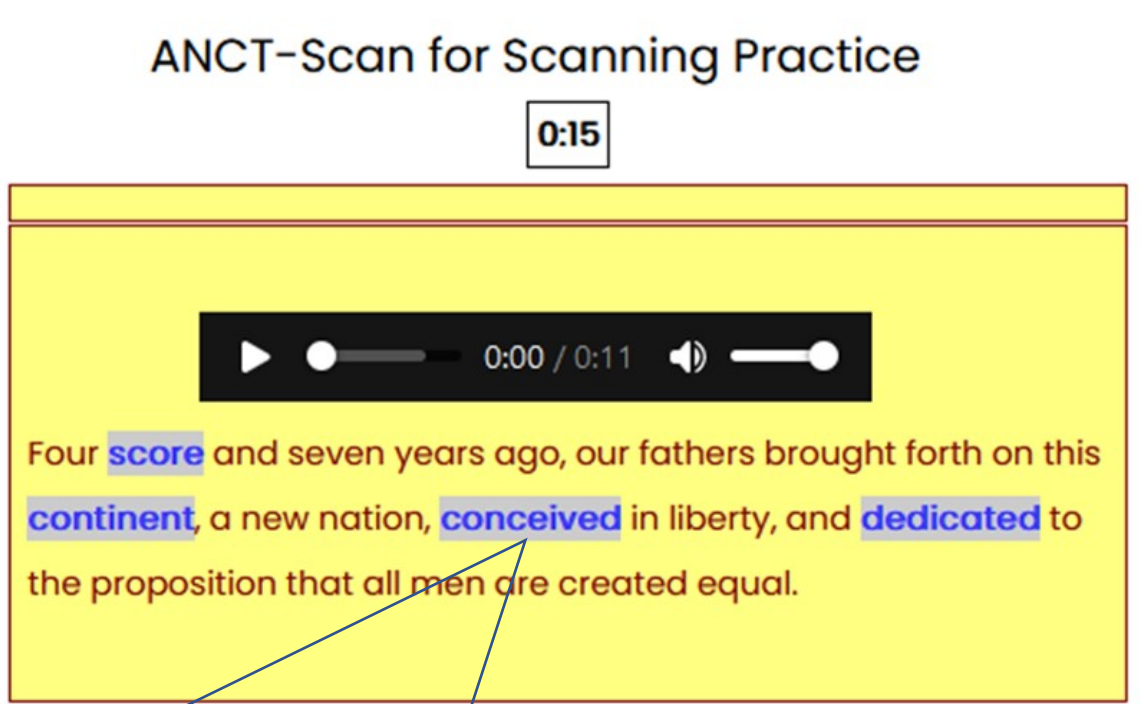 ANCT-Scan for Scanning Practice
0:15
0:00 / 0:11
Four score and seven years ago, our fathers brought forth on this
continent, a new nation, conceived in liberty, and dedicated to
the proposition that all men are created equal.